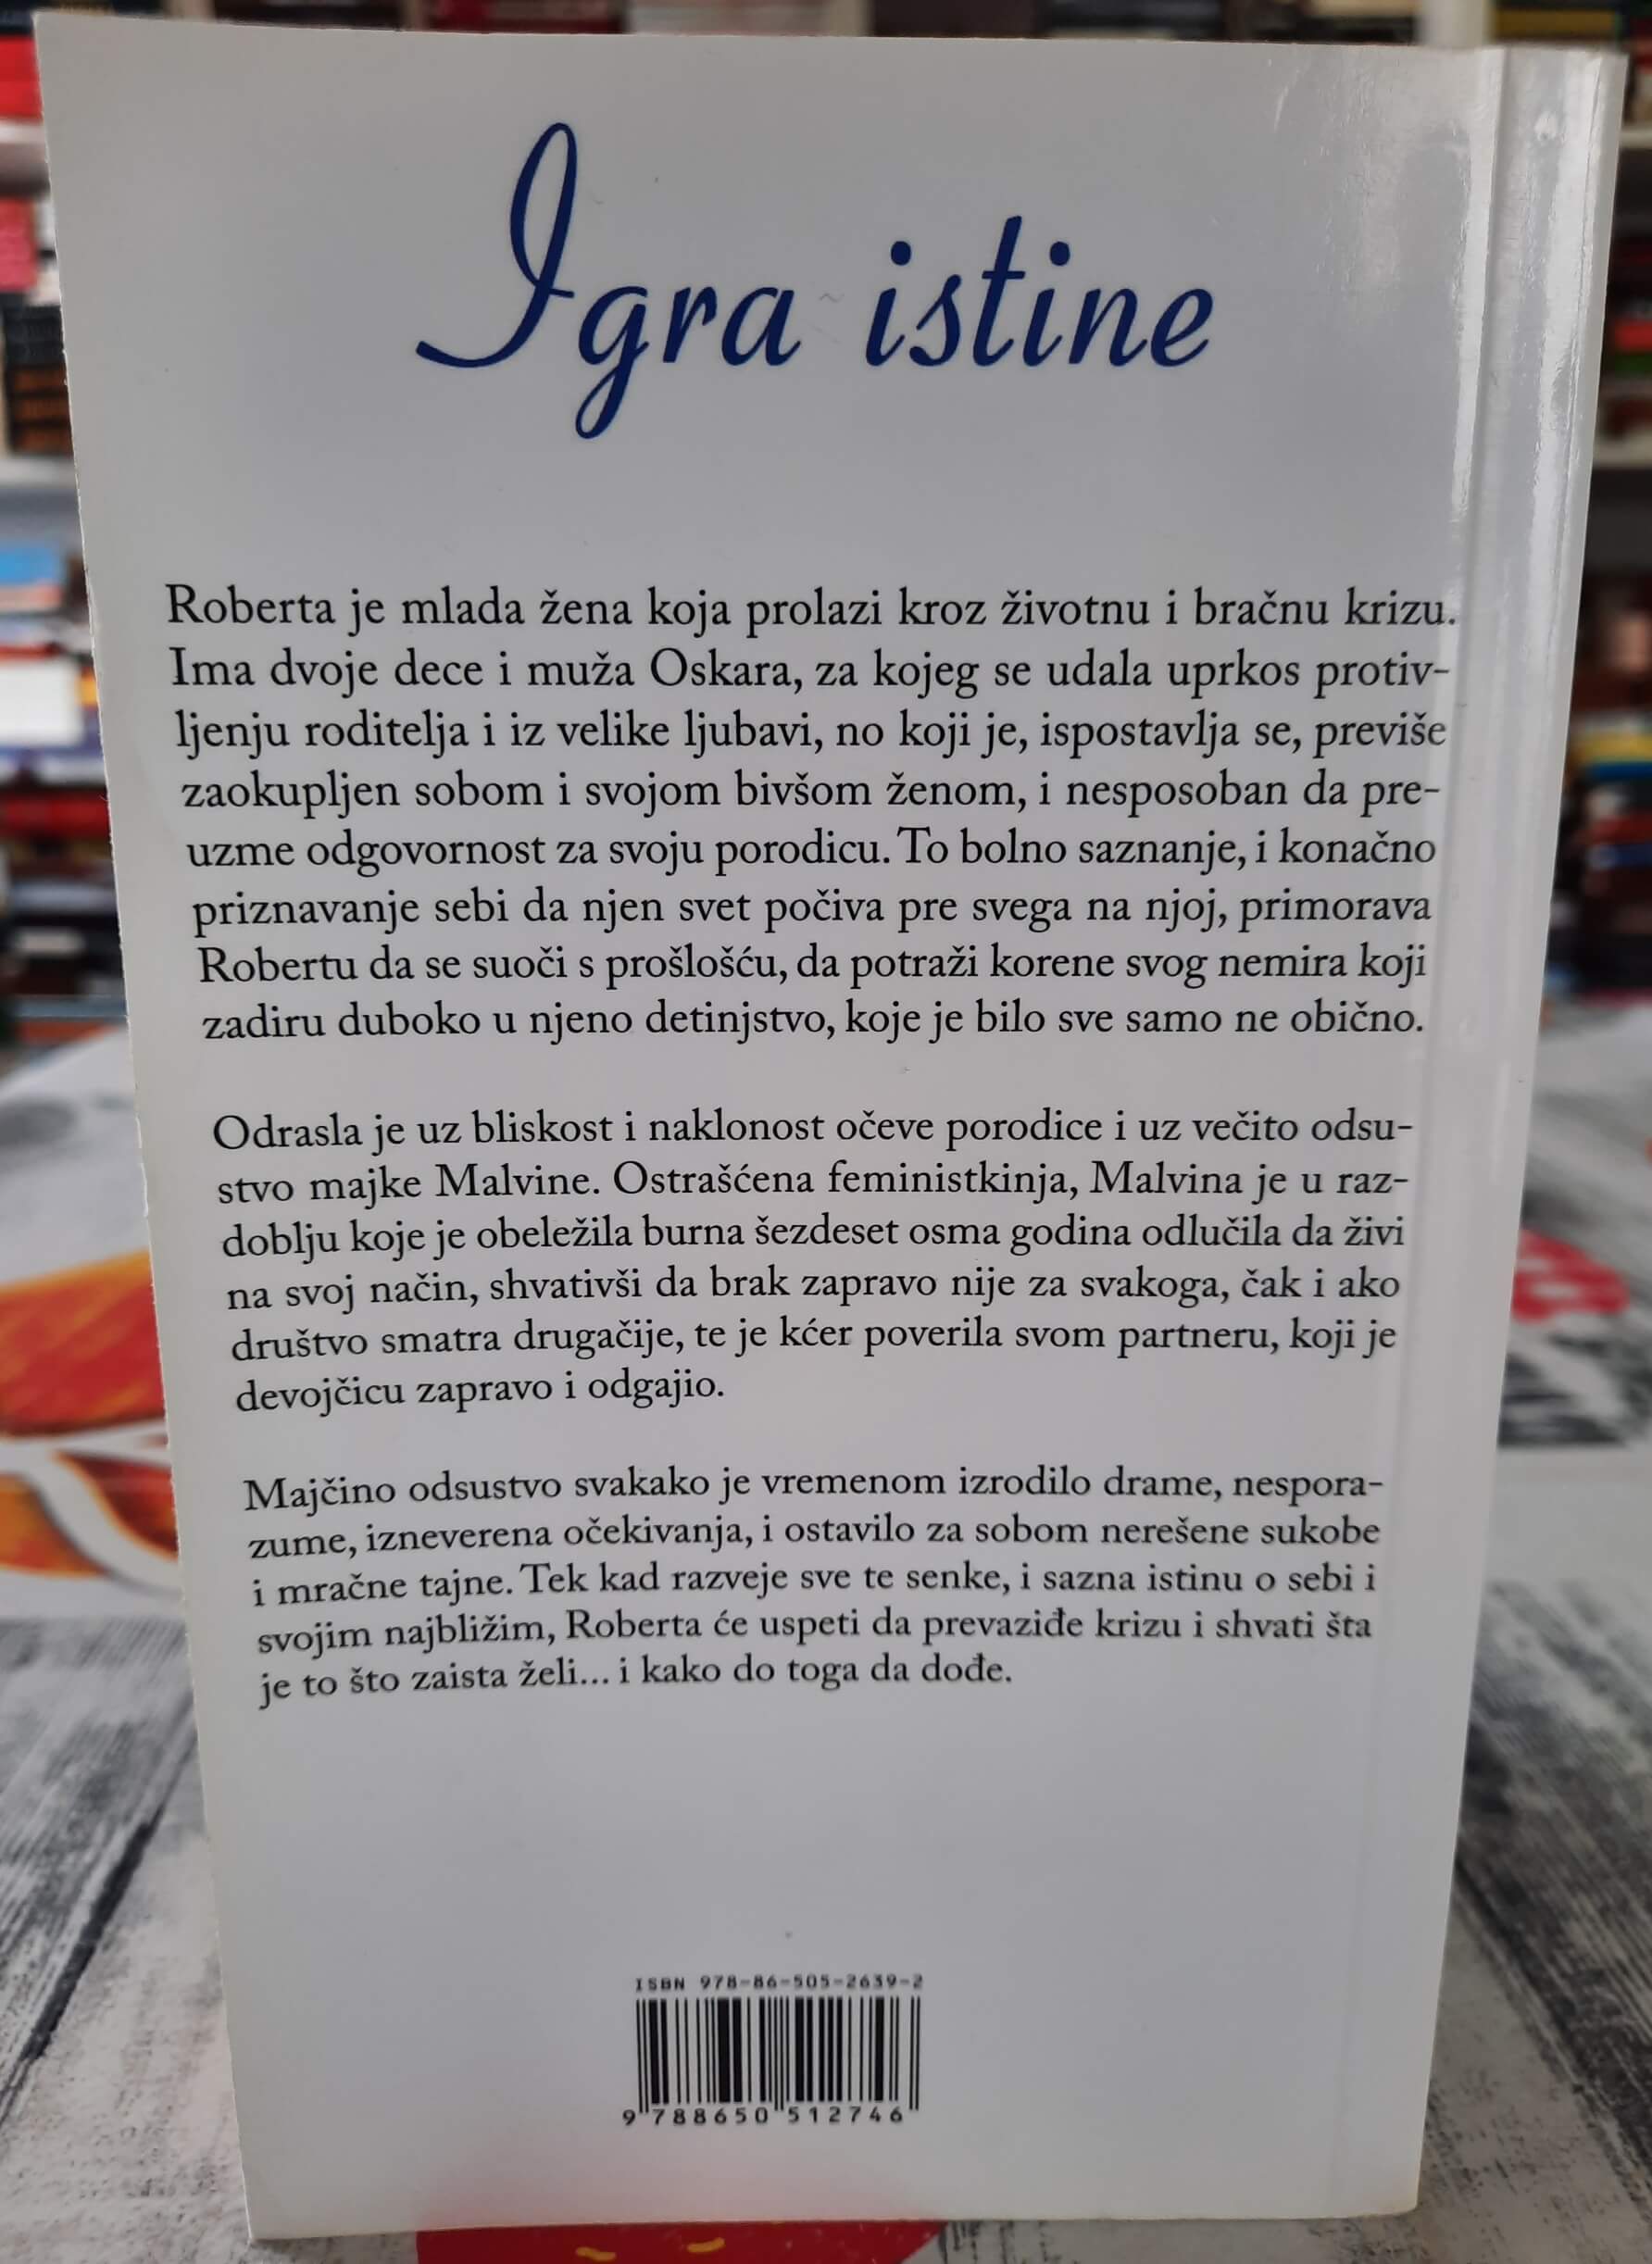 Igra istine
Roberta je mlada žena koja prolazi kroz životnu i bračnu krizu.
Ima dvoje dece i muža Oskara, za kojeg se udala uprkos protiv-
ljenju roditelja i iz velike ljubavi, no koji je, ispostavlja se, previše
zaokupljen sobom i svojom bivšom ženom, i nesposoban da pre-
uzme odgovornost za svoju porodicu. To bolno saznanje, i konačno
priznavanje sebi da njen svet počiva pre svega na njoj, primorava
Robertu da se suoči s prošlošću, da potraži korene svog nemira koji
zadiru duboko u njeno detinjstvo, koje je bilo sve samo ne obično.
Odrasla je uz bliskost i naklonost očeve porodice i uz večito odsu-
stvo majke Malvine. Ostrašćena feministkinja, Malvina je u raz-
doblju koje je obeležila burna šezdeset osma godina odlučila da živi
na svoj način, shvativši da brak zapravo nije za svakoga, čak i ako
društvo smatra drugačije, te je kćer poverila svom partneru, koji je
devojčicu zapravo i odgajio.
Majčino odsustvo svakako je vremenom izrodilo drame, nespora-
zume, izneverena očekivanja, i ostavilo za sobom nerešene sukobe
i mračne tajne. Tek kad razveje sve te senke, i sazna istinu o sebi i
svojim najbližim, Roberta će uspeti da prevaziđe krizu i shvati šta
je to što zaista želi... i kako do toga da dođe.
ISBN 978-86-505-2639-2
9 788650 512746